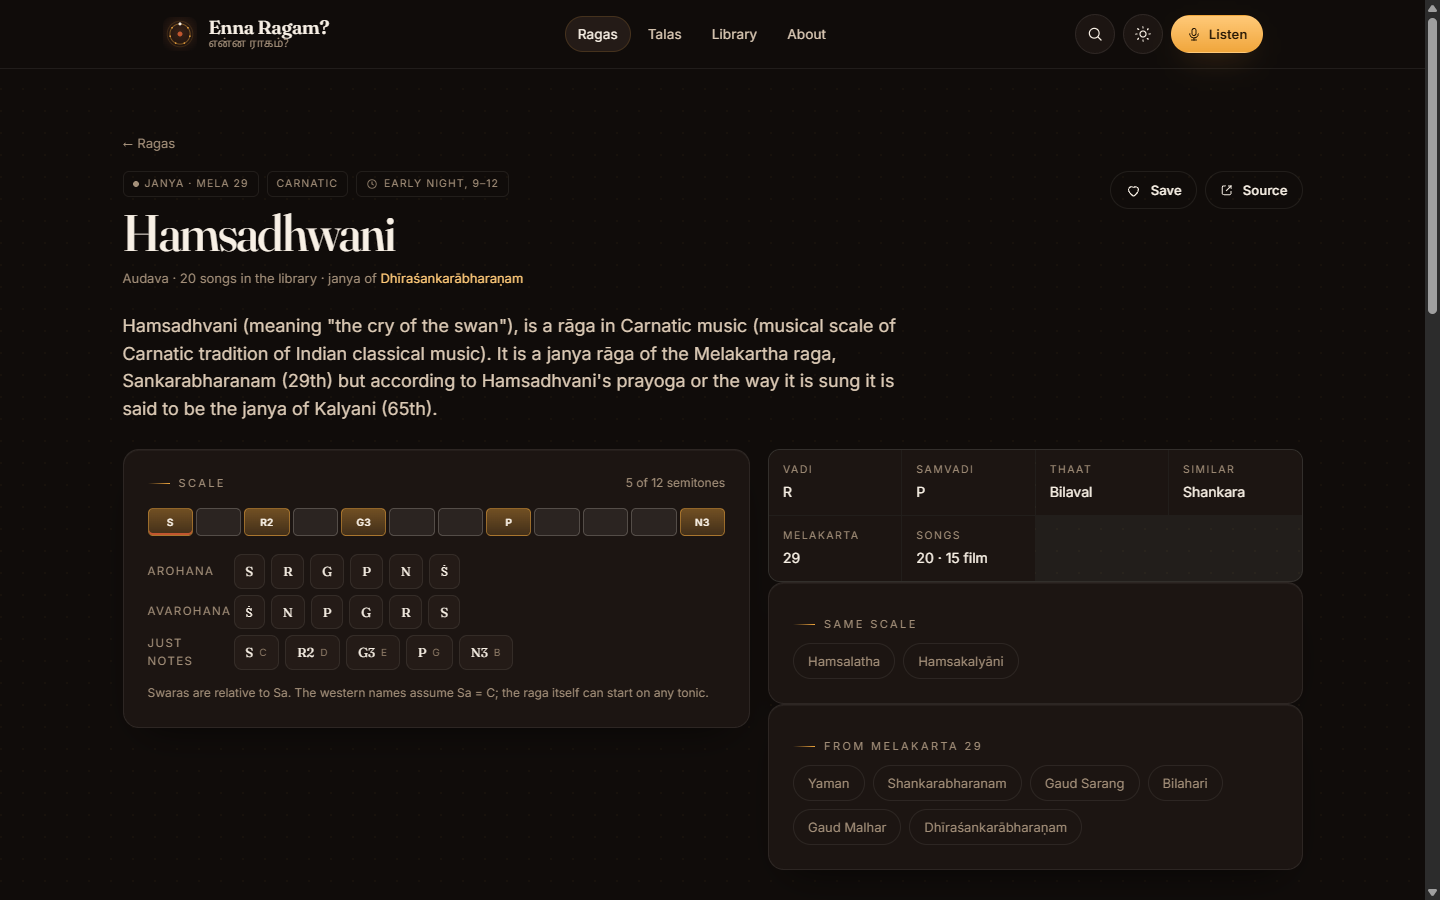 Enna Ragam?
என்ன ராகம்?
Ragas
Talas
Library
About
Listen
← Ragas
JANYA · MELA 29
CARNATIC
EARLY NIGHT, 9–12
Save
Source
Hamsadhwani
Audava · 20 songs in the library · janya of Dhīraśankarābharaṇam
Hamsadhvani (meaning "the cry of the swan"), is a rāga in Carnatic music (musical scale of
Carnatic tradition of Indian classical music). It is a janya rāga of the Melakartha raga,
Sankarabharanam (29th) but according to Hamsadhvani's prayoga or the way it is sung it is
said to be the janya of Kalyani (65th).
SCALE
5 of 12 semitones
S R2 G3 P N3
AROHANA S R G P N Ṡ
AVAROHANA Ṡ N P G R S
JUST
NOTES
S C R2 D G3 E P G N3 B
Swaras are relative to Sa. The western names assume Sa = C; the raga itself can start on any tonic.
VADI
R
SAMVADI
P
THAAT
Bilaval
SIMILAR
Shankara
MELAKARTA
29
SONGS
20 · 15 film
SAME SCALE
Hamsalatha
Hamsakalyāni
FROM MELAKARTA 29
Yaman
Shankarabharanam
Gaud Sarang
Bilahari
Gaud Malhar
Dhīraśankarābharaṇam